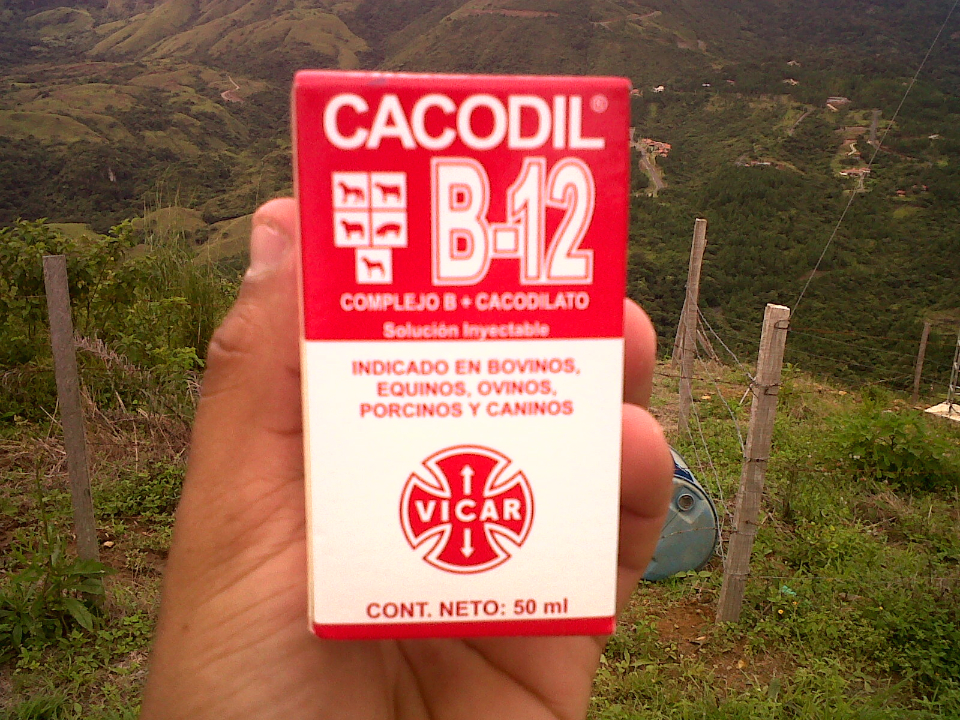 CACODIL®
B-12
COMPLEJO B + CACODILATO
Solución Inyectable
INDICADO EN BOVINOS,
EQUINOS, OVINOS,
PORCINOS Y CANINOS
VICAR
CONT. NETO: 50 ml